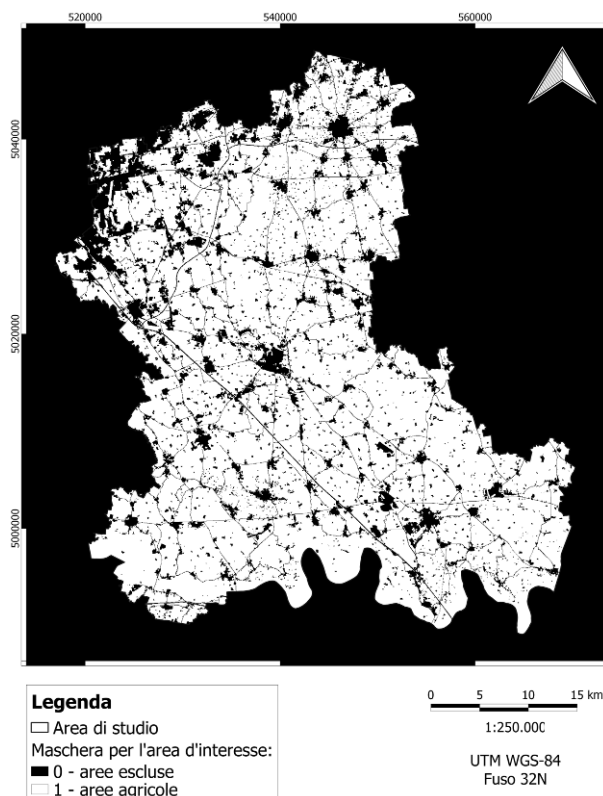 520000 540000 560000
5040000
5020000
5000000
Legenda
Area di studio
Maschera per l'area d'interesse:
0 - aree escluse
1 - aree agricole
0 5 10 15 km
1:250.000
UTM WGS-84
Fuso 32N